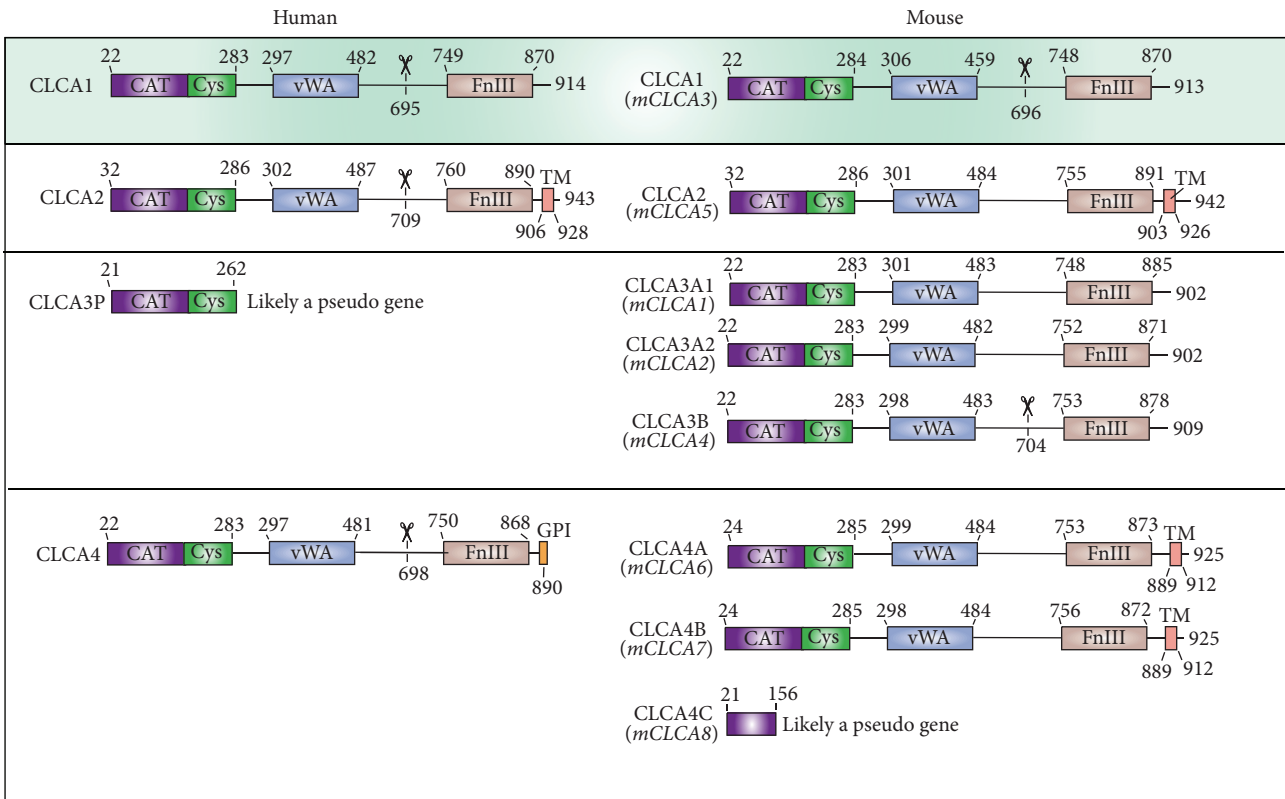 Human
Mouse
22 283 297 482 749 870
CLCA1 CAT Cys vWA FnIII 914
695
22 284 306 459 748 870
CLCA1 CAT Cys vWA FnIII 913
(mCLCA3)
696
32 286 302 487 760 890 TM
CLCA2 CAT Cys vWA FnIII 943
709 906 928
32 286 301 484 755 891 TM
CLCA2 CAT Cys vWA FnIII 942
(mCLCA5)
903 926
21 262
CLCA3P CAT Cys Likely a pseudo gene
22 283 301 483 748 885
CLCA3A1 CAT Cys vWA FnIII 902
(mCLCA1)
22 283 299 482 752 871
CLCA3A2 CAT Cys vWA FnIII 902
(mCLCA2)
22 283 298 483 753 878
CLCA3B CAT Cys vWA FnIII 909
(mCLCA4)
704
22 283 297 481 750 868 GPI
CLCA4 CAT Cys vWA FnIII
698 890
24 285 299 484 753 873 TM
CLCA4A CAT Cys vWA FnIII 925
(mCLCA6)
889 912
24 285 298 484 756 872 TM
CLCA4B CAT Cys vWA FnIII 925
(mCLCA7)
889 912
21 156
CLCA4C Likely a pseudo gene
(mCLCA8)